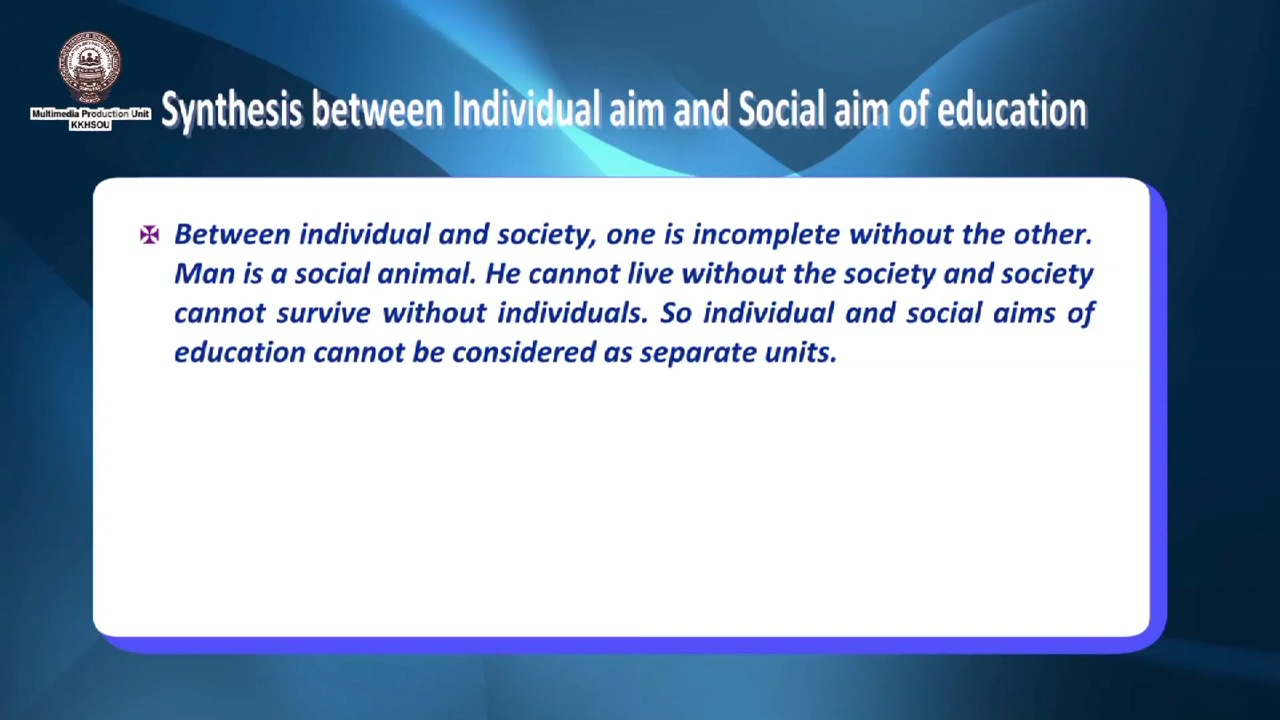 Multimedia Production Unit
KKHSOU
Synthesis between Individual aim and Social aim of education
Between individual and society, one is incomplete without the other.
Man is a social animal. He cannot live without the society and society
cannot survive without individuals. So individual and social aims of
education cannot be considered as separate units.